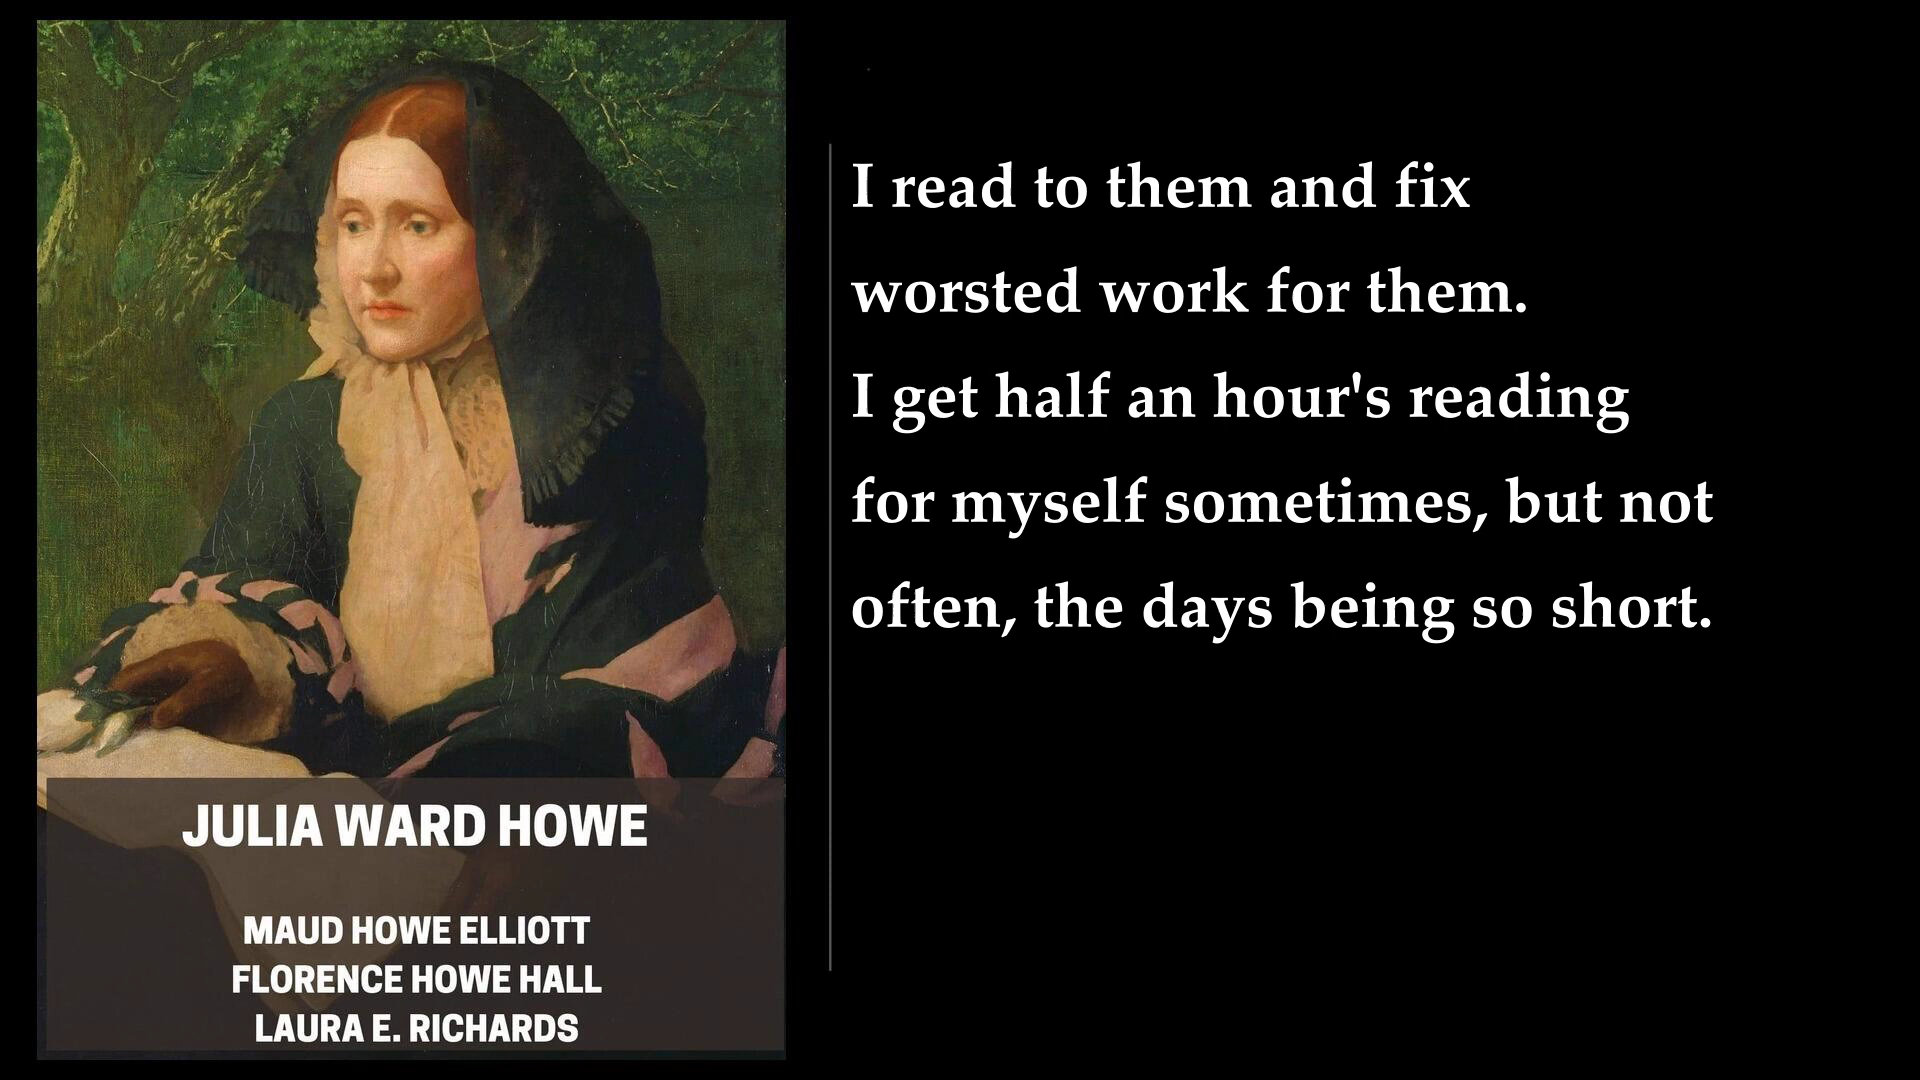 JULIA WARD HOWE
MAUD HOWE ELLIOTT
FLORENCE HOWE HALL
LAURA E. RICHARDS
I read to them and fix
worsted work for them.
I get half an hour's reading
for myself sometimes, but not
often, the days being so short.